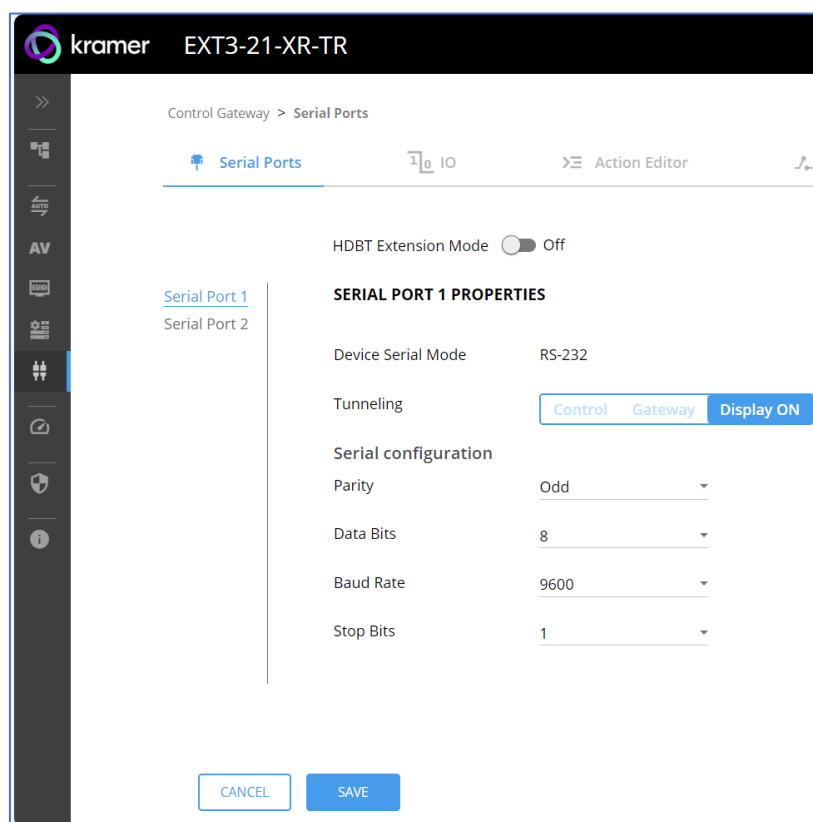 kramer EXT3-21-XR-TR
Control Gateway > Serial Ports
Serial Ports 1 0 IO Action Editor
AUTO
HDBT Extension Mode Off
AV
EDID
Serial Port 1 SERIAL PORT 1 PROPERTIES
Serial Port 2
Device Serial Mode RS-232
Tunneling Control Gateway Display ON
Serial configuration
Parity Odd
Data Bits 8
Baud Rate 9600
Stop Bits 1
CANCEL SAVE